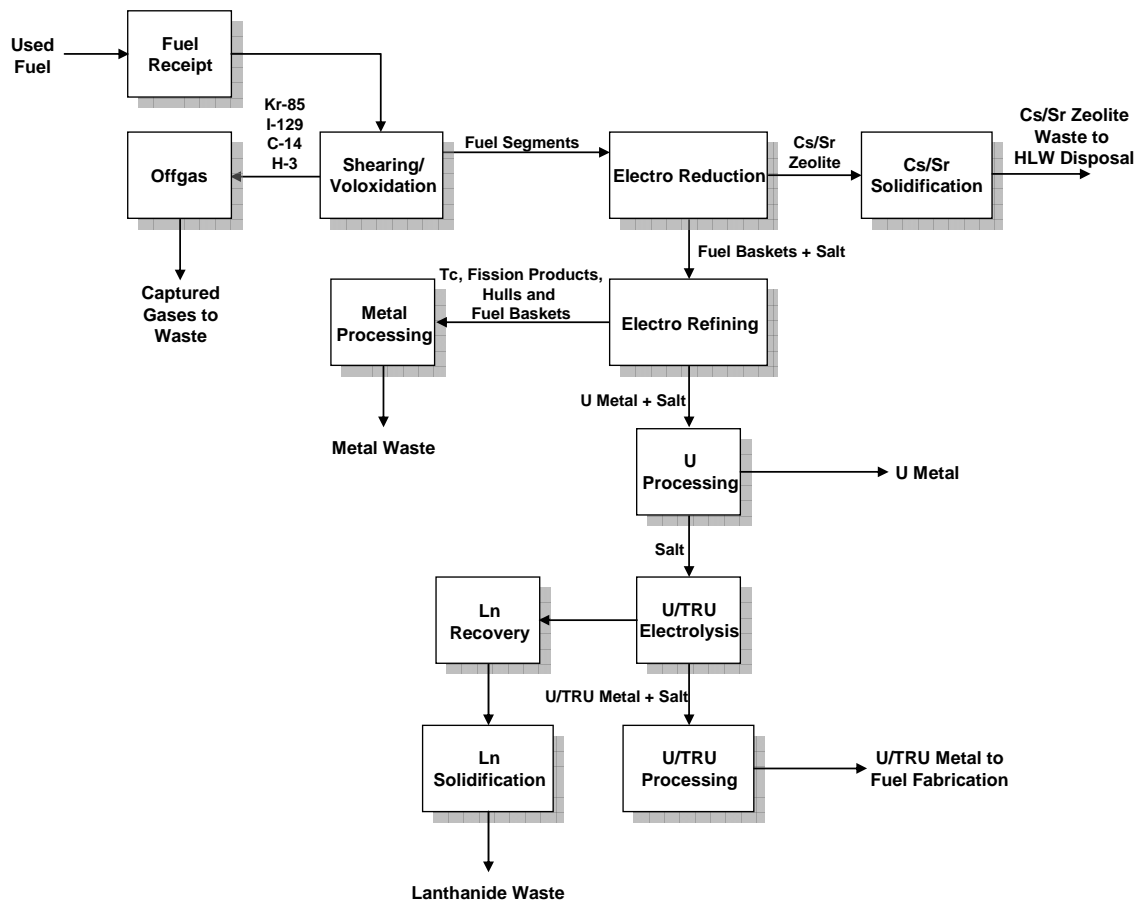 Used
Fuel
Fuel
Receipt
Kr-85
I-129
C-14
H-3
Offgas
Shearing/
Voloxidation
Fuel Segments
Electro Reduction
Cs/Sr
Zeolite
Cs/Sr
Solidification
Cs/Sr Zeolite
Waste to
HLW Disposal
Captured
Gases to
Waste
Fuel Baskets + Salt
Metal
Processing
Tc, Fission Products,
Hulls and
Fuel Baskets
Electro Refining
Metal Waste
U Metal + Salt
U
Processing
U Metal
Salt
Ln
Recovery
U/TRU
Electrolysis
U/TRU Metal + Salt
Ln
Solidification
U/TRU
Processing
U/TRU Metal to
Fuel Fabrication
Lanthanide Waste